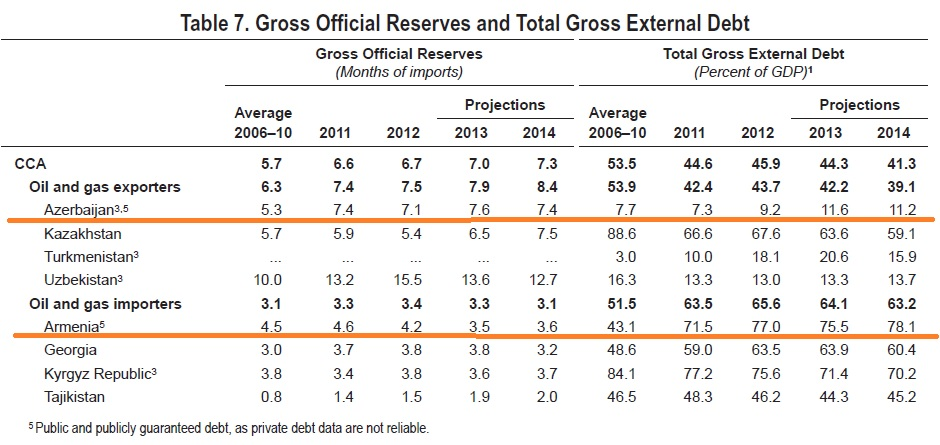 Table 7. Gross Official Reserves and Total Gross External Debt
Gross Official Reserves Total Gross External Debt
(Months of imports) (Percent of GDP)¹
Projections Projections
Average 2006–10 2011 2012 2013 2014 Average 2006–10 2011 2012 2013 2014
CCA 5.7 6.6 6.7 7.0 7.3 53.5 44.6 45.9 44.3 41.3
Oil and gas exporters 6.3 7.4 7.5 7.9 8.4 53.9 42.4 43.7 42.2 39.1
Azerbaijan³,⁵ 5.3 7.4 7.1 7.6 7.4 7.7 7.3 9.2 11.6 11.2
Kazakhstan 5.7 5.9 5.4 6.5 7.5 88.6 66.6 67.6 63.6 59.1
Turkmenistan³ ... ... ... ... ... 3.0 10.0 18.1 20.6 15.9
Uzbekistan³ 10.0 13.2 15.5 13.6 12.7 16.3 13.3 13.0 13.3 13.7
Oil and gas importers 3.1 3.3 3.4 3.3 3.1 51.5 63.5 65.6 64.1 63.2
Armenia⁵ 4.5 4.6 4.2 3.5 3.6 43.1 71.5 77.0 75.5 78.1
Georgia 3.0 3.7 3.8 3.8 3.2 48.6 59.0 63.5 63.9 60.4
Kyrgyz Republic³ 3.8 3.4 3.8 3.6 3.7 84.1 77.2 75.6 71.4 70.2
Tajikistan 0.8 1.4 1.5 1.9 2.0 46.5 48.3 46.2 44.3 45.2
⁵ Public and publicly guaranteed debt, as private debt data are not reliable.